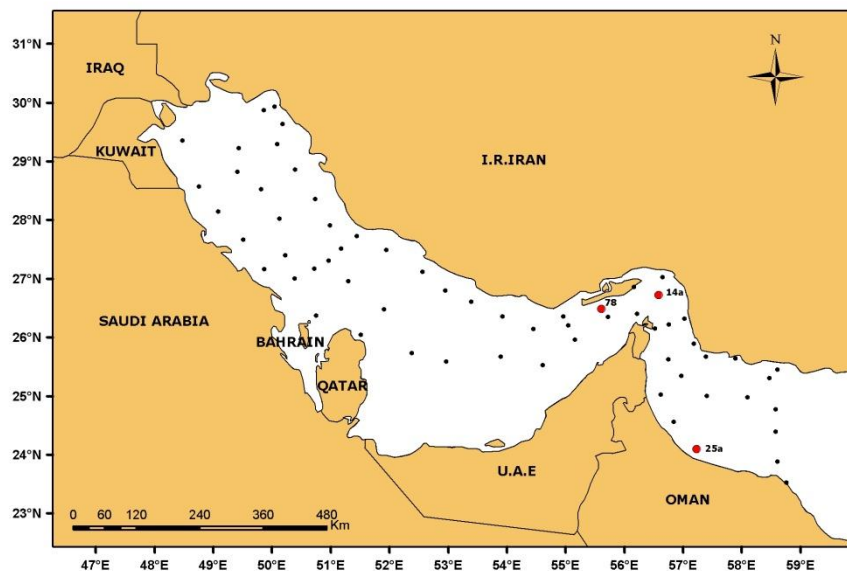 31°N
N
IRAQ
30°N
KUWAIT
29°N
I.R.IRAN
28°N
27°N
14a
78
SAUDI ARABIA
26°N
BAHRAIN
QATAR
25°N
24°N
25a
U.A.E
OMAN
23°N
0 60 120 240 360 480
Km
47°E 48°E 49°E 50°E 51°E 52°E 53°E 54°E 55°E 56°E 57°E 58°E 59°E